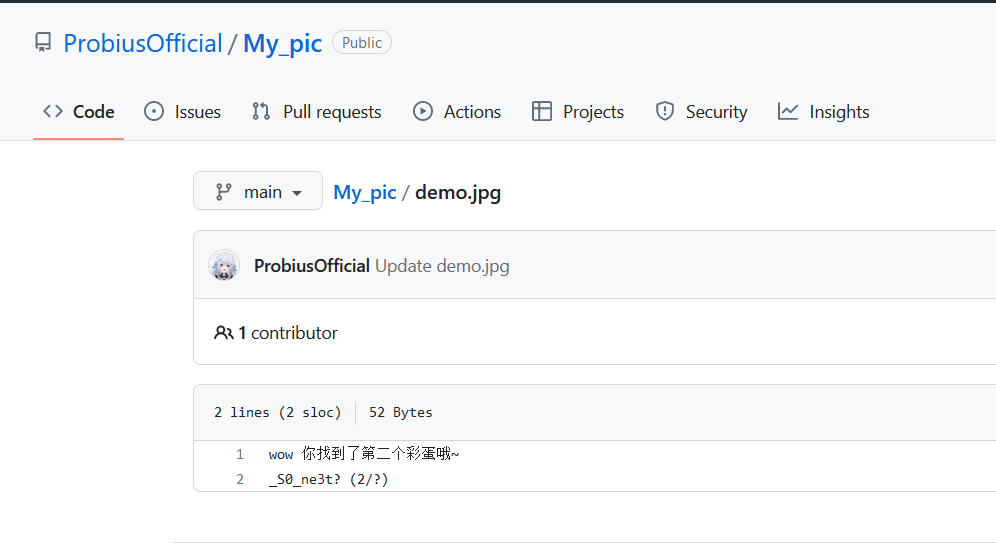 ProbiusOfficial / My_pic Public
Code Issues Pull requests Actions Projects Security Insights
main My_pic / demo.jpg
ProbiusOfficial Update demo.jpg
1 contributor
2 lines (2 sloc) 52 Bytes
1 wow 你找到了第二个彩蛋哦~
2 _S0_ne3t? (2/?)